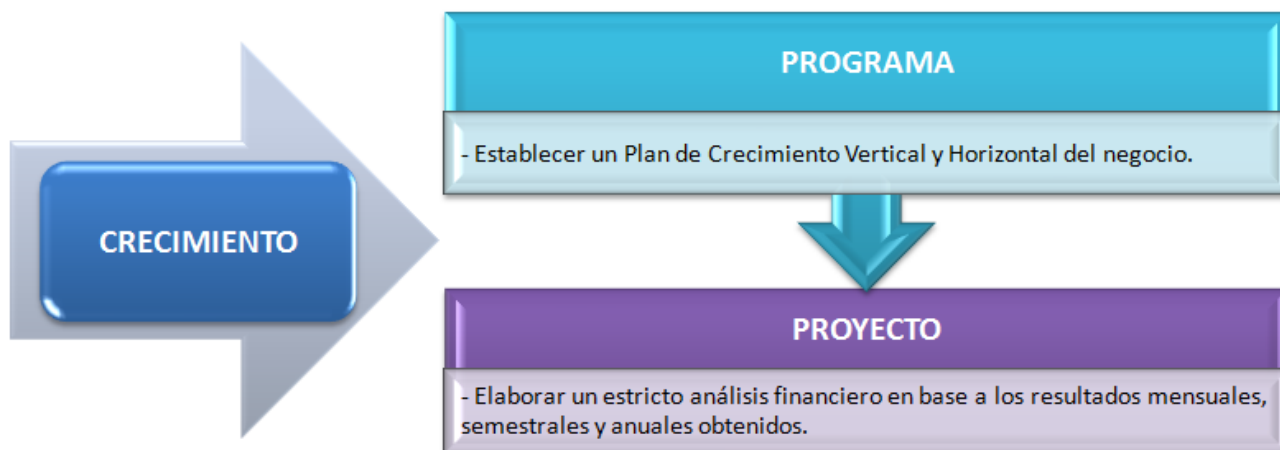 CRECIMIENTO
PROGRAMA
- Establecer un Plan de Crecimiento Vertical y Horizontal del negocio.
PROYECTO
- Elaborar un estricto análisis financiero en base a los resultados mensuales,
semestrales y anuales obtenidos.